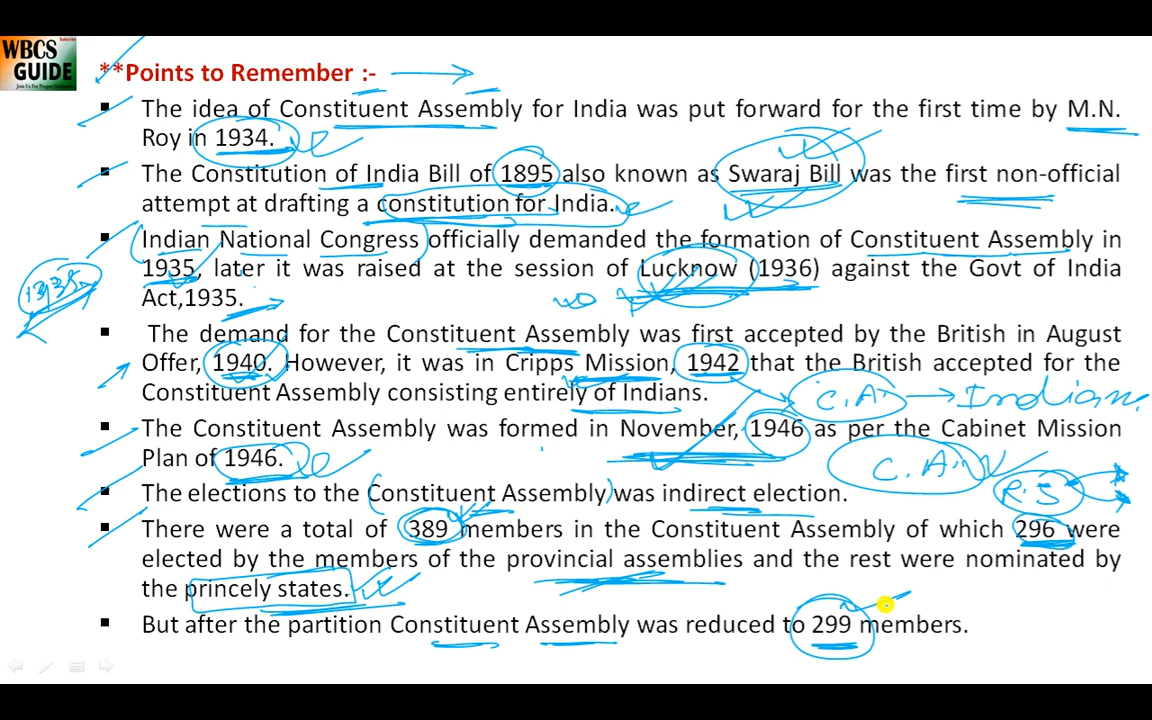 WBCS
GUIDE
Join Us For Proper Guidance
**Points to Remember :-
The idea of Constituent Assembly for India was put forward for the first time by M.N.
Roy in 1934.
The Constitution of India Bill of 1895 also known as Swaraj Bill was the first non-official
attempt at drafting a constitution for India.
Indian National Congress officially demanded the formation of Constituent Assembly in
1935, later it was raised at the session of Lucknow (1936) against the Govt of India
1935
Act,1935.
The demand for the Constituent Assembly was first accepted by the British in August
Offer, 1940. However, it was in Cripps Mission, 1942 that the British accepted for the
Constituent Assembly consisting entirely of Indians.
C.A. → Indians
The Constituent Assembly was formed in November, 1946 as per the Cabinet Mission
Plan of 1946.
C.A.
R.S
The elections to the (Constituent Assembly) was indirect election.
There were a total of 389 members in the Constituent Assembly of which 296 were
elected by the members of the provincial assemblies and the rest were nominated by
the princely states.
But after the partition Constituent Assembly was reduced to 299 members.